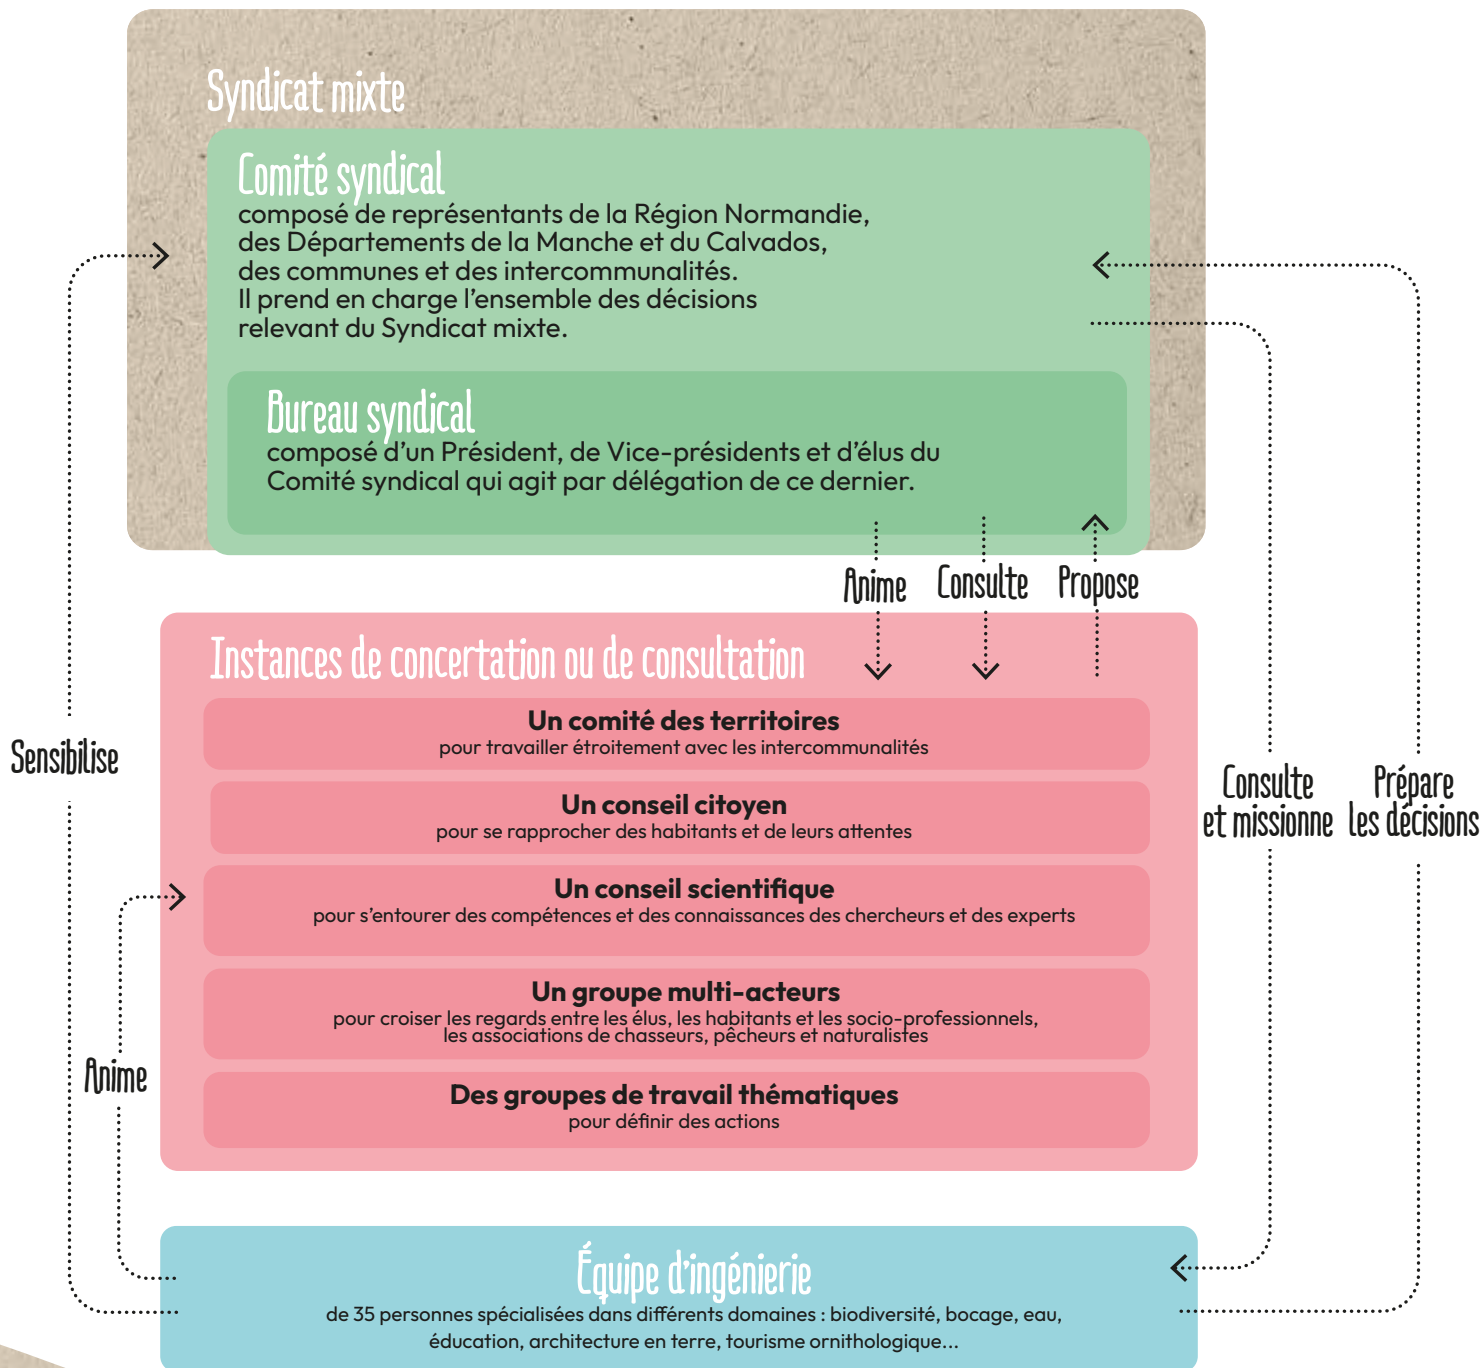 Syndicat mixte
Comité syndical
composé de représentants de la Région Normandie,
des Départements de la Manche et du Calvados,
des communes et des intercommunalités.
Il prend en charge l'ensemble des décisions
relevant du Syndicat mixte.
Bureau syndical
composé d'un Président, de Vice-présidents et d'élus du
Comité syndical qui agit par délégation de ce dernier.
Anime
Consulte
Propose
Instances de concertation ou de consultation
Un comité des territoires
pour travailler étroitement avec les intercommunalités
Un conseil citoyen
pour se rapprocher des habitants et de leurs attentes
Un conseil scientifique
pour s'entourer des compétences et des connaissances des chercheurs et des experts
Un groupe multi-acteurs
pour croiser les regards entre les élus, les habitants et les socio-professionnels,
les associations de chasseurs, pêcheurs et naturalistes
Des groupes de travail thématiques
pour définir des actions
Sensibilise
Anime
Consulte
et missionne
Prépare
les décisions
Équipe d'ingénierie
de 35 personnes spécialisées dans différents domaines : biodiversité, bocage, eau,
éducation, architecture en terre, tourisme ornithologique...